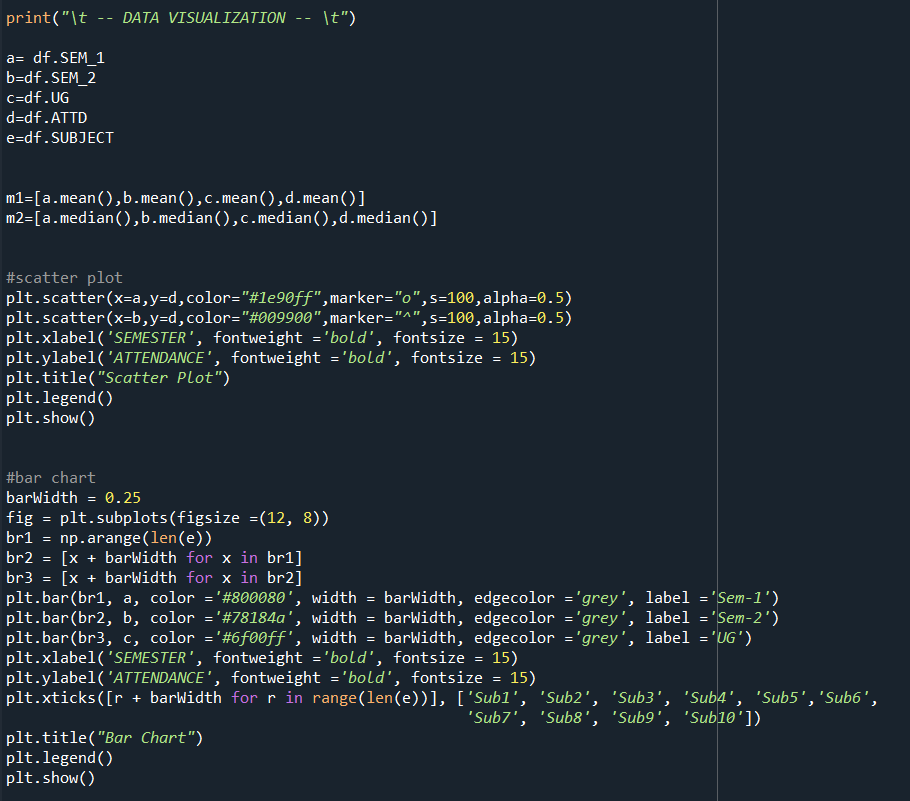 print("\t -- DATA VISUALIZATION -- \t")
a= df.SEM_1
b=df.SEM_2
c=df.UG
d=df.ATTD
e=df.SUBJECT
m1=[a.mean(),b.mean(),c.mean(),d.mean()]
m2=[a.median(),b.median(),c.median(),d.median()]
#scatter plot
plt.scatter(x=a,y=d,color="#1e90ff",marker="o",s=100,alpha=0.5)
plt.scatter(x=b,y=d,color="#009900",marker="^",s=100,alpha=0.5)
plt.xlabel('SEMESTER', fontweight ='bold', fontsize = 15)
plt.ylabel('ATTENDANCE', fontweight ='bold', fontsize = 15)
plt.title("Scatter Plot")
plt.legend()
plt.show()
#bar chart
barWidth = 0.25
fig = plt.subplots(figsize =(12, 8))
br1 = np.arange(len(e))
br2 = [x + barWidth for x in br1]
br3 = [x + barWidth for x in br2]
plt.bar(br1, a, color ='#800080', width = barWidth, edgecolor ='grey', label ='Sem-1')
plt.bar(br2, b, color ='#78184a', width = barWidth, edgecolor ='grey', label ='Sem-2')
plt.bar(br3, c, color ='#6f00ff', width = barWidth, edgecolor ='grey', label ='UG')
plt.xlabel('SEMESTER', fontweight ='bold', fontsize = 15)
plt.ylabel('ATTENDANCE', fontweight ='bold', fontsize = 15)
plt.xticks([r + barWidth for r in range(len(e))], ['Sub1', 'Sub2', 'Sub3', 'Sub4', 'Sub5','Sub6',
'Sub7', 'Sub8', 'Sub9', 'Sub10'])
plt.title("Bar Chart")
plt.legend()
plt.show()